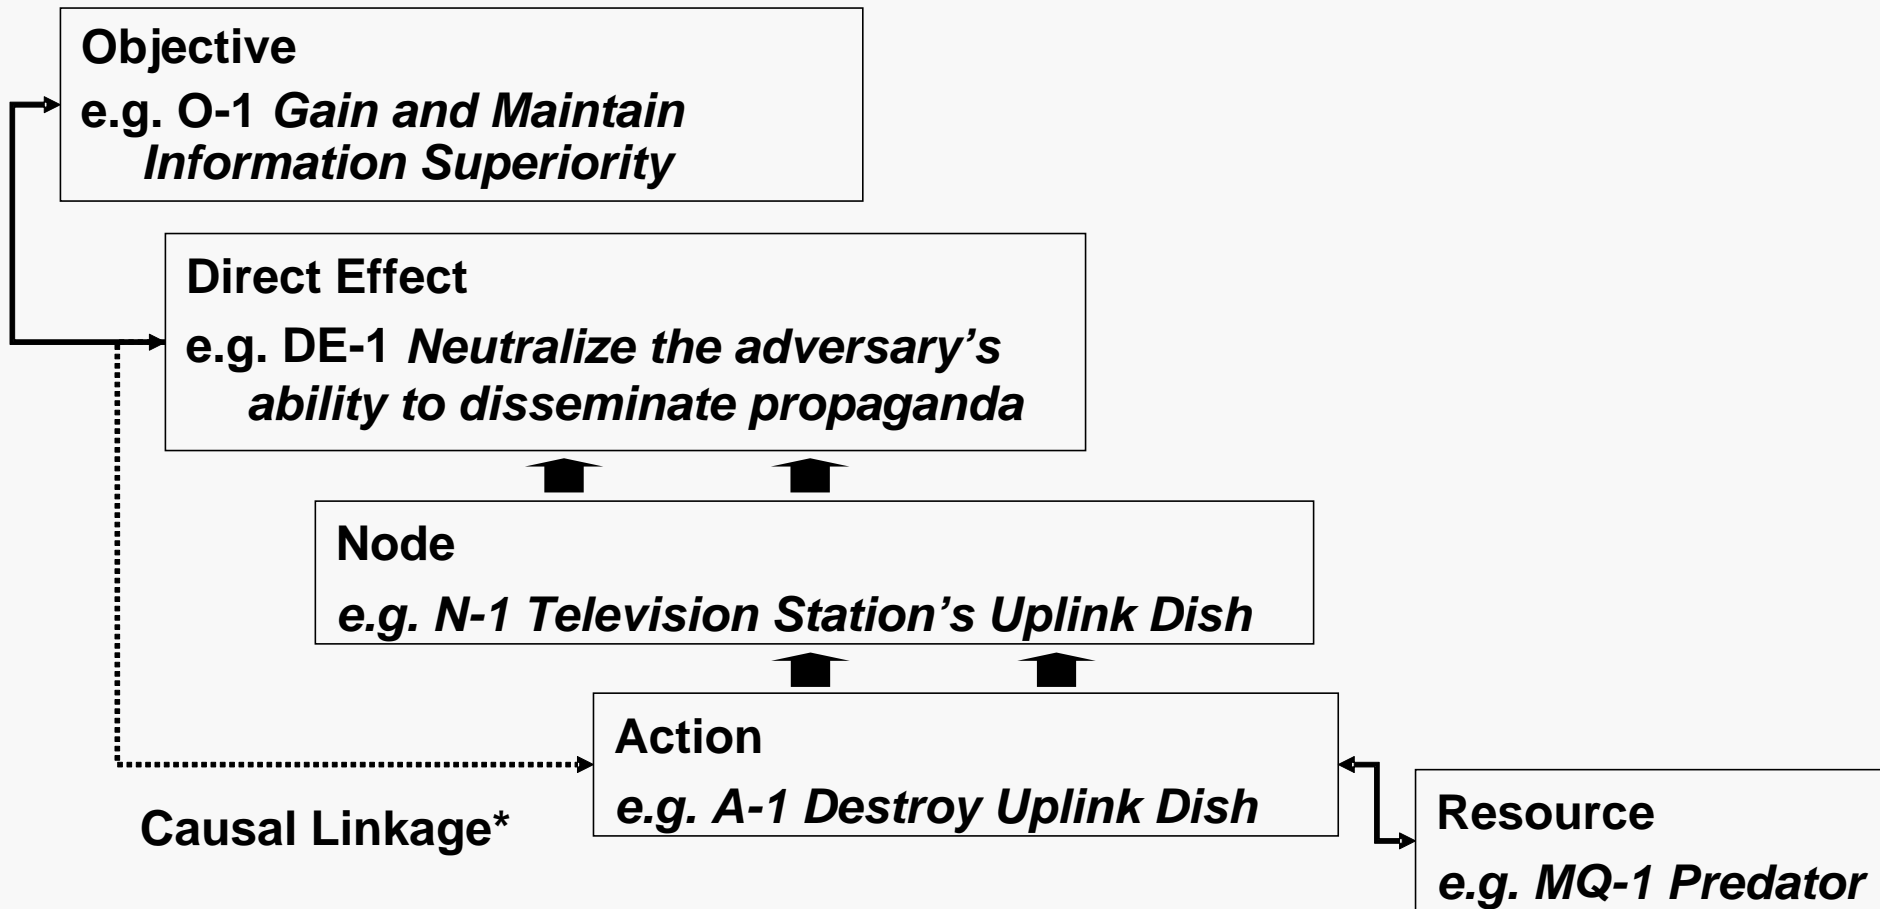 Objective
e.g. O-1 Gain and Maintain
Information Superiority
Direct Effect
e.g. DE-1 Neutralize the adversary’s
ability to disseminate propaganda
Node
e.g. N-1 Television Station’s Uplink Dish
Action
e.g. A-1 Destroy Uplink Dish
Causal Linkage*
Resource
e.g. MQ-1 Predator